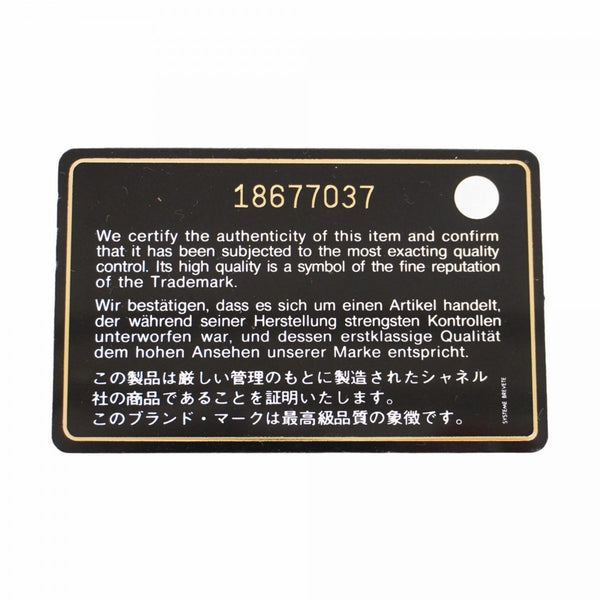 18677037
We certify the authenticity of this item and confirm
that it has been subjected to the most exacting quality
control. Its high quality is a symbol of the fine reputation
of the Trademark.
Wir bestätigen, dass es sich um einen Artikel handelt,
der während seiner Herstellung strengsten Kontrollen
unterworfen war, und dessen erstklassige Qualität
dem hohen Ansehen unserer Marke entspricht.
この製品は厳しい管理のもとに製造されたシャネル
社の商品であることを証明いたします。
このブランド・マークは最高級品質の象徴です。
SYSTEME BREVETE